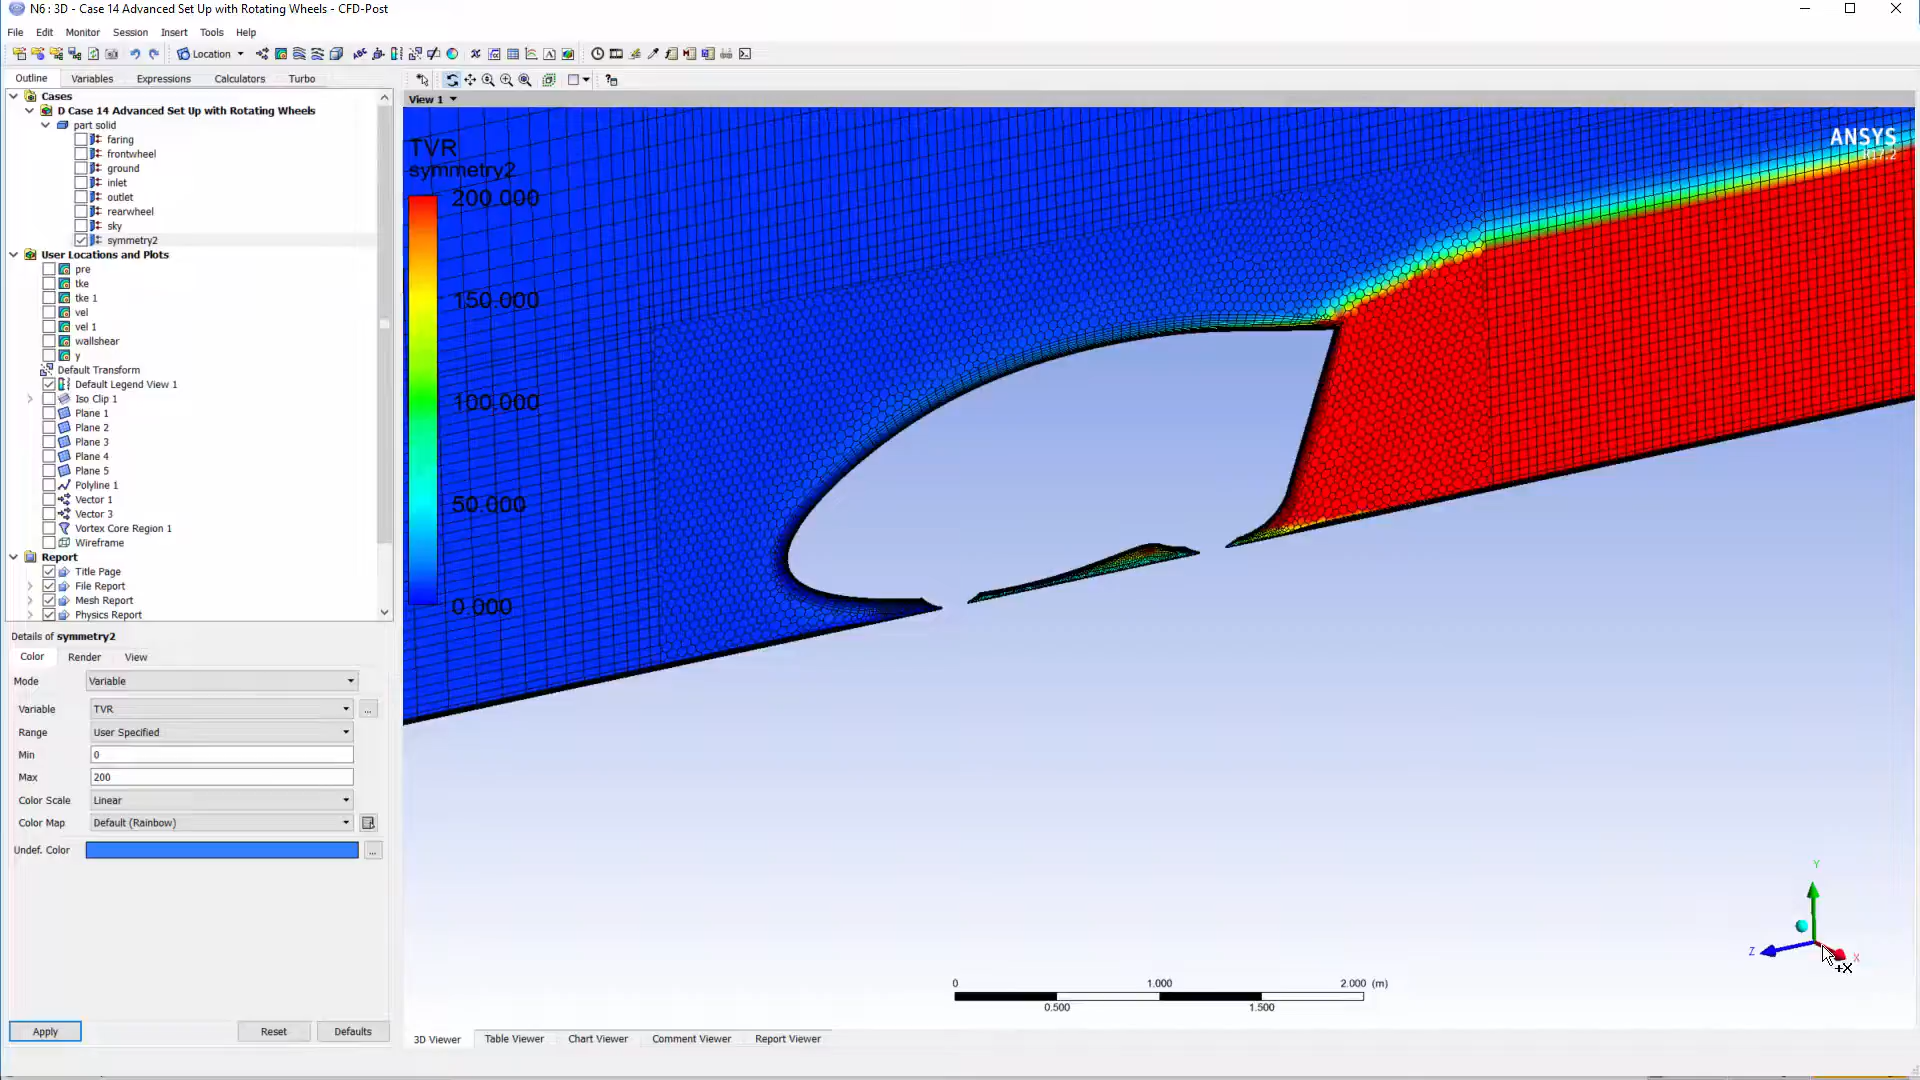 N6 : 3D - Case 14 Advanced Set Up with Rotating Wheels - CFD-Post
File Edit Monitor Session Insert Tools Help
Location
Outline Variables Expressions Calculators Turbo
View 1
Cases
D Case 14 Advanced Set Up with Rotating Wheels
part solid
faring
frontwheel
ground
inlet
outlet
rearwheel
sky
symmetry2
User Locations and Plots
pre
tke
tke 1
vel
vel 1
wallshear
y
Default Transform
Default Legend View 1
Iso Clip 1
Plane 1
Plane 2
Plane 3
Plane 4
Plane 5
Polyline 1
Vector 1
Vector 3
Vortex Core Region 1
Wireframe
Report
Title Page
File Report
Mesh Report
Physics Report
Details of symmetry2
Color Render View
Mode Variable
Variable TVR ...
Range User Specified
Min 0
Max 200
Color Scale Linear
Color Map Default (Rainbow)
Undef. Color ...
Apply Reset Defaults
TVR
symmetry2
200.000
150.000
100.000
50.000
0.000
ANSYS
Y
Z
X
+X
0 1.000 2.000 (m)
0.500 1.500
3D Viewer Table Viewer Chart Viewer Comment Viewer Report Viewer